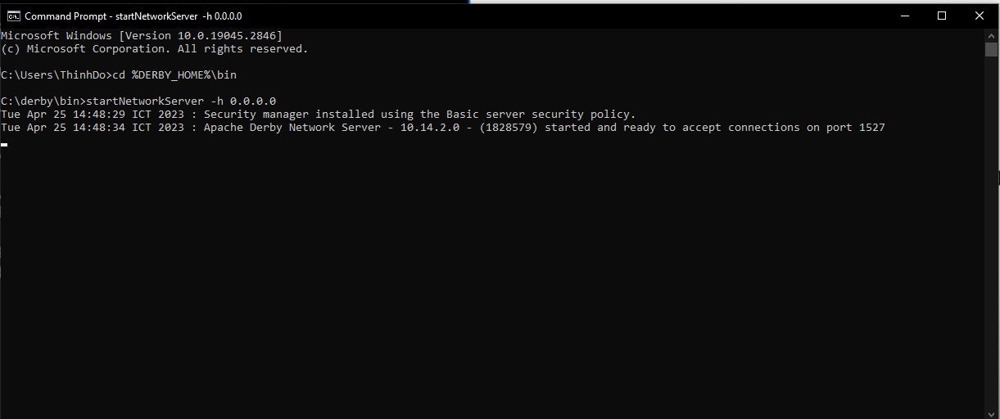 Command Prompt - startNetworkServer  -h 0.0.0.0
Microsoft Windows [Version 10.0.19045.2846]
(c) Microsoft Corporation. All rights reserved.
C:\Users\ThinhDo>cd %DERBY_HOME%\bin
C:\derby\bin>startNetworkServer -h 0.0.0.0
Tue Apr 25 14:48:29 ICT 2023 : Security manager installed using the Basic server security policy.
Tue Apr 25 14:48:34 ICT 2023 : Apache Derby Network Server - 10.14.2.0 - (1828579) started and ready to accept connections on port 1527